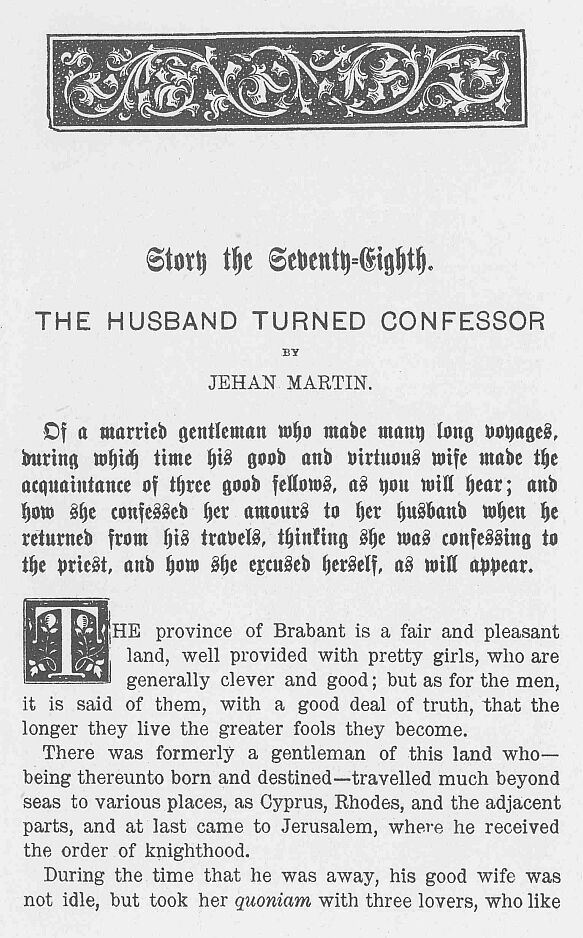 Story the Seventy=Eighth.
THE HUSBAND TURNED CONFESSOR
BY
JEHAN MARTIN.
Of a married gentleman who made many long voyages,
during which time his good and virtuous wife made the
acquaintance of three good fellows, as you will hear; and
how she confessed her amours to her husband when he
returned from his travels, thinking she was confessing to
the priest, and how she excused herself, as will appear.
THE province of Brabant is a fair and pleasant
land, well provided with pretty girls, who are
generally clever and good; but as for the men,
it is said of them, with a good deal of truth, that the
longer they live the greater fools they become.
There was formerly a gentleman of this land who—
being thereunto born and destined—travelled much beyond
seas to various places, as Cyprus, Rhodes, and the adjacent
parts, and at last came to Jerusalem, where he received
the order of knighthood.
During the time that he was away, his good wife was
not idle, but took her quoniam with three lovers, who like